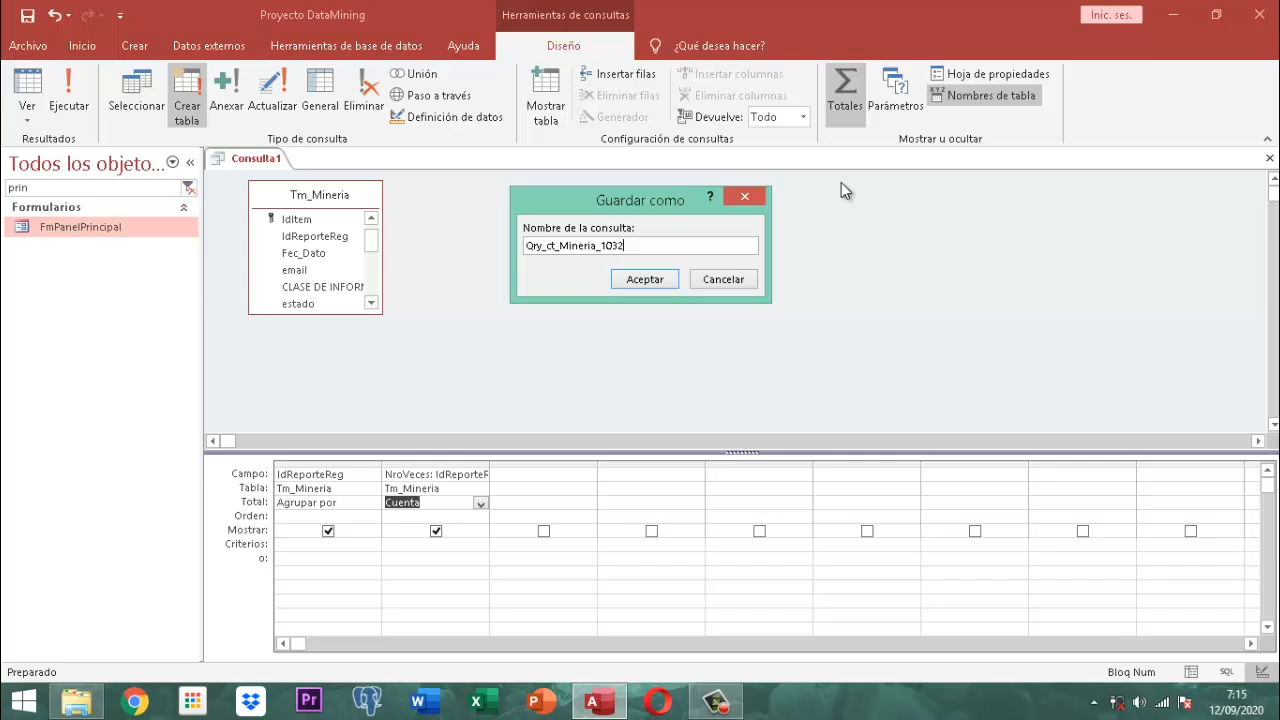 Proyecto DataMining
Herramientas de consultas
Inic. ses.
Archivo
Inicio
Crear
Datos externos
Herramientas de base de datos
Ayuda
Diseño
¿Qué desea hacer?
Ver
Ejecutar
Seleccionar
Crear tabla
Anexar
Actualizar
General
Eliminar
Unión
Paso a través
Definición de datos
Mostrar tabla
Insertar filas
Eliminar filas
Generador
Insertar columnas
Eliminar columnas
Devuelve: Todo
Totales
Parámetros
Hoja de propiedades
Nombres de tabla
Resultados
Tipo de consulta
Configuración de consultas
Mostrar u ocultar
Todos los objeto...
prin
Formularios
FmPanelPrincipal
Consulta1
Tm_Mineria
IdItem
IdReporteReg
Fec_Dato
email
CLASE DE INFORM
estado
Guardar como
?
Nombre de la consulta:
Qry_ct_Mineria_1032
Aceptar
Cancelar
Campo: IdReporteReg NroVeces: IdReporteR
Tabla: Tm_Mineria Tm_Mineria
Total: Agrupar por Cuenta
Orden:
Mostrar:
Criterios:
o:
Preparado
Bloq Num
SQL
7:15
12/09/2020